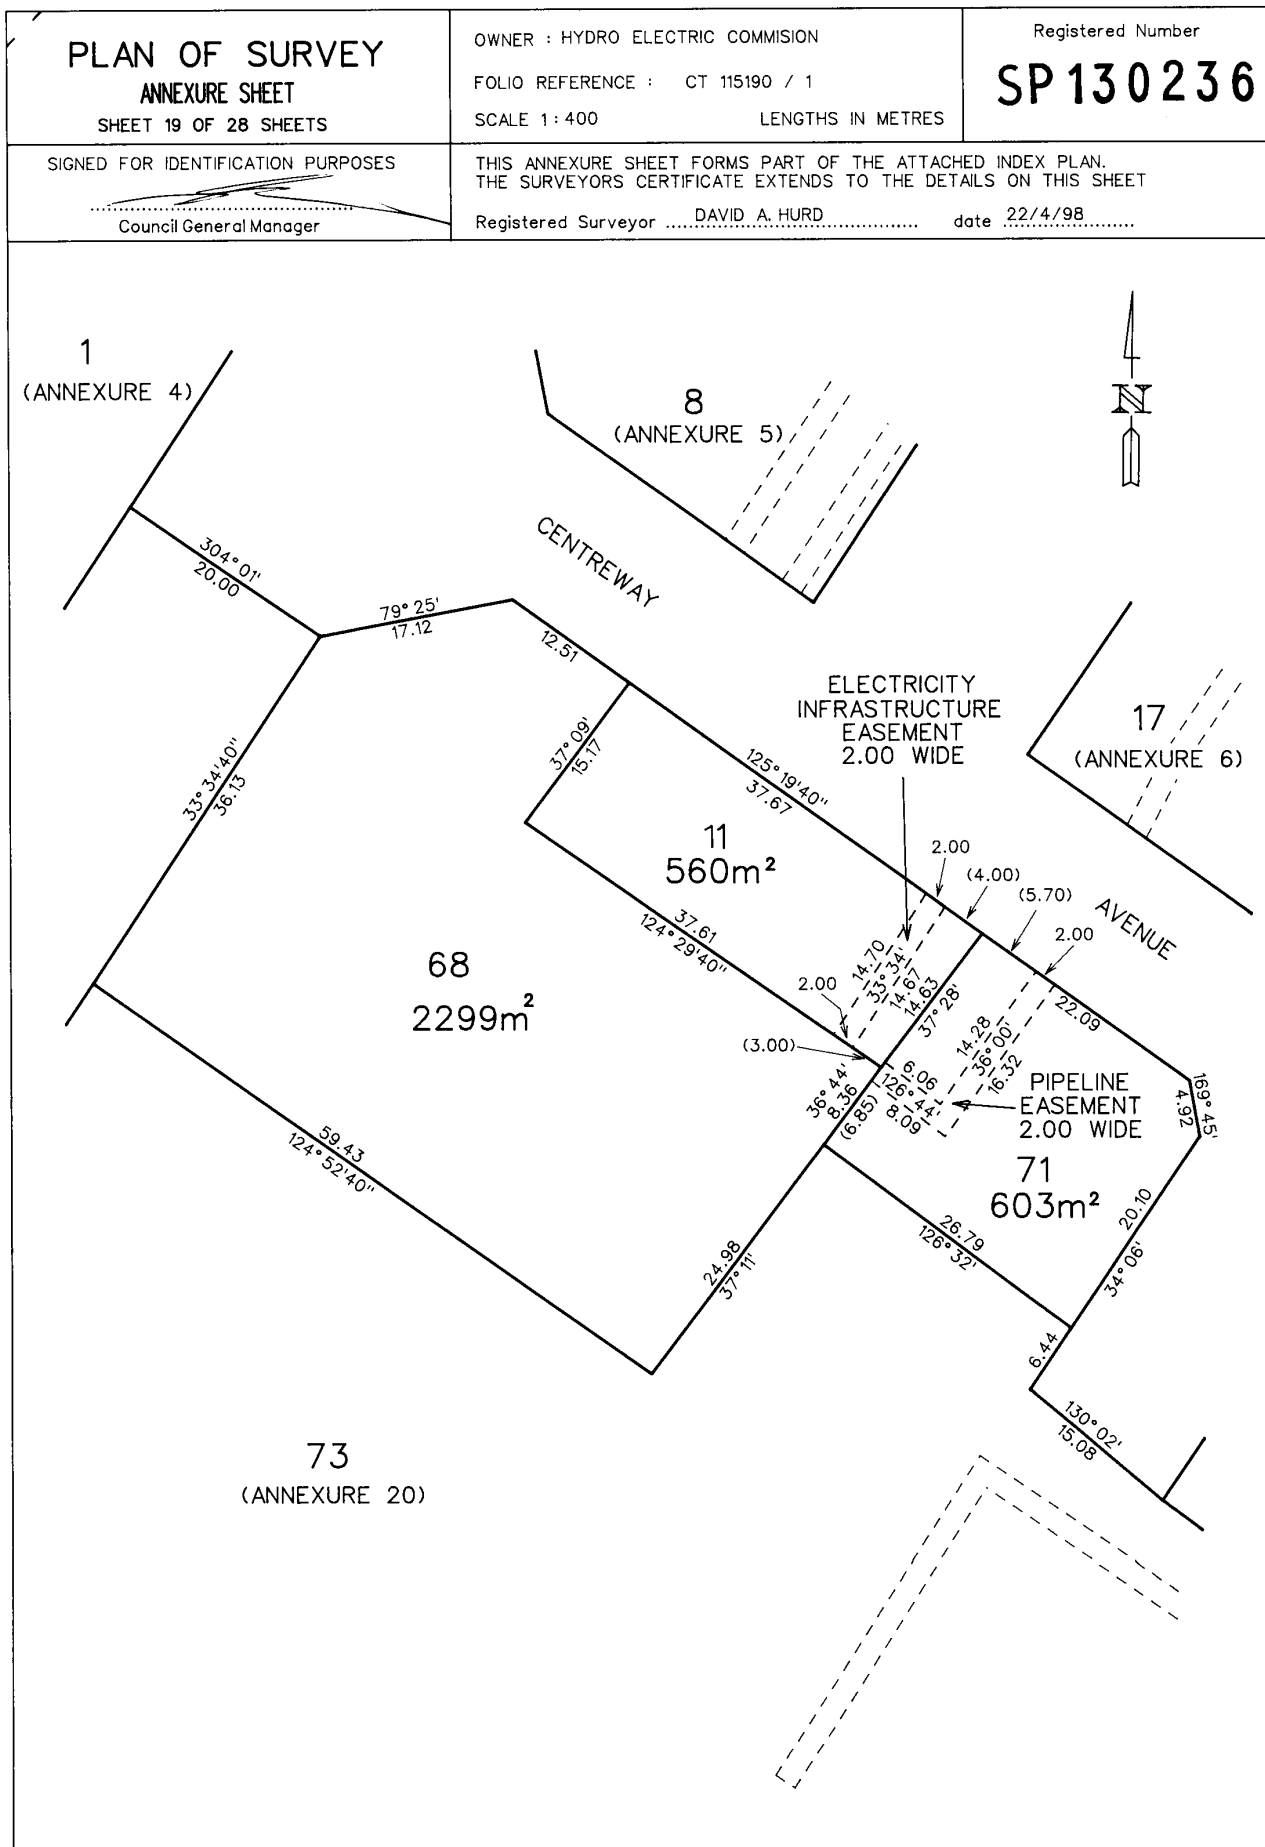 PLAN OF SURVEY
ANNEXURE SHEET
SHEET 19 OF 28 SHEETS
OWNER : HYDRO ELECTRIC COMMISION
FOLIO REFERENCE : CT 115190 / 1
SCALE 1 : 400 LENGTHS IN METRES
Registered Number
SP130236
SIGNED FOR IDENTIFICATION PURPOSES
Council General Manager
THIS ANNEXURE SHEET FORMS PART OF THE ATTACHED INDEX PLAN.
THE SURVEYORS CERTIFICATE EXTENDS TO THE DETAILS ON THIS SHEET
Registered Surveyor DAVID A. HURD date 22/4/98
1
(ANNEXURE 4)
8
(ANNEXURE 5)
N
CENTREWAY
304° 01'
20.00
79° 25'
17.12
12.51
ELECTRICITY
INFRASTRUCTURE
EASEMENT
2.00 WIDE
17
(ANNEXURE 6)
37° 09'
15.17
125° 19'40"
37.67
33° 34'40"
36.13
11
560m²
2.00
(4.00)
(5.70)
2.00
AVENUE
37.61
124° 29'40"
14.70
33° 34'
14.67
14.63
37° 28'
22.09
68
2299m²
2.00
(3.00)
14.28
36° 00'
16.32
6.06
126° 44'
8.09
36° 44'
8.36
(6.85)
PIPELINE
EASEMENT
2.00 WIDE
169° 45'
4.92
59.43
124° 52'40"
71
603m²
20.10
34° 06'
26.79
126° 32'
24.98
37° 11'
6.44
130° 02'
15.08
73
(ANNEXURE 20)